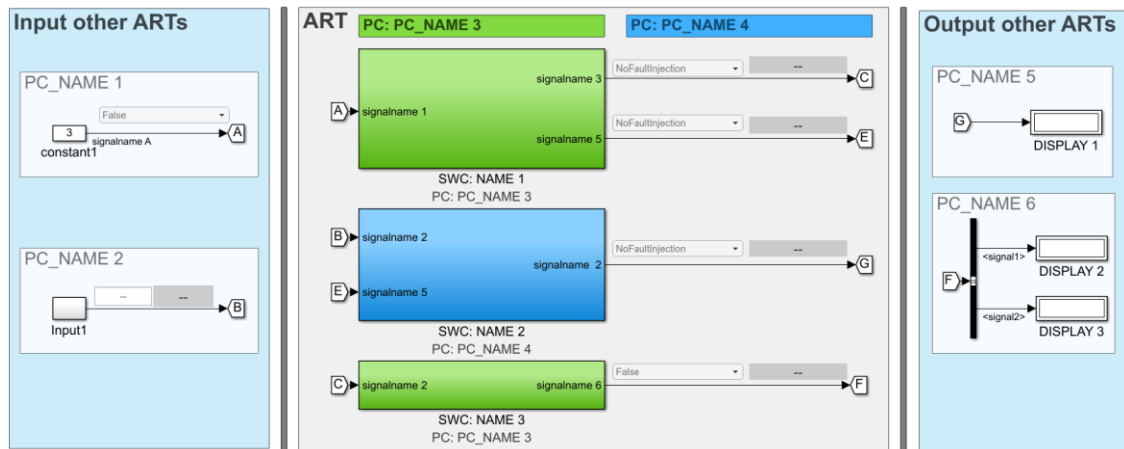 Input other ARTs
PC_NAME 1
False
3
signalname A
A
constant1
PC_NAME 2
--
--
B
Input1
ART
PC: PC_NAME 3
PC: PC_NAME 4
A
signalname 1
signalname 3
NoFaultInjection
--
C
signalname 5
NoFaultInjection
--
E
SWC: NAME 1
PC: PC_NAME 3
B
signalname 2
E
signalname 5
signalname 2
NoFaultInjection
--
G
SWC: NAME 2
PC: PC_NAME 4
C
signalname 2
signalname 6
False
--
F
SWC: NAME 3
PC: PC_NAME 3
Output other ARTs
PC_NAME 5
G
DISPLAY 1
PC_NAME 6
F
<signal1>
DISPLAY 2
<signal2>
DISPLAY 3